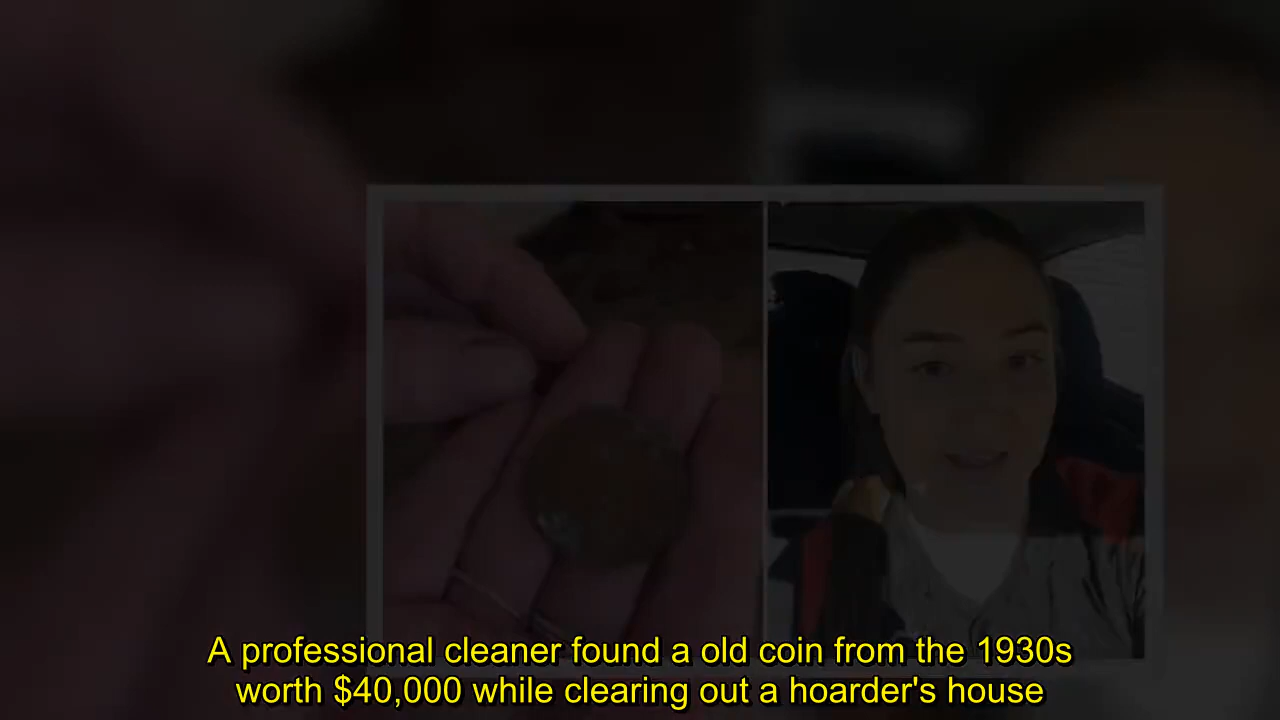 A professional cleaner found a old coin from the 1930s
worth $40,000 while clearing out a hoarder's house